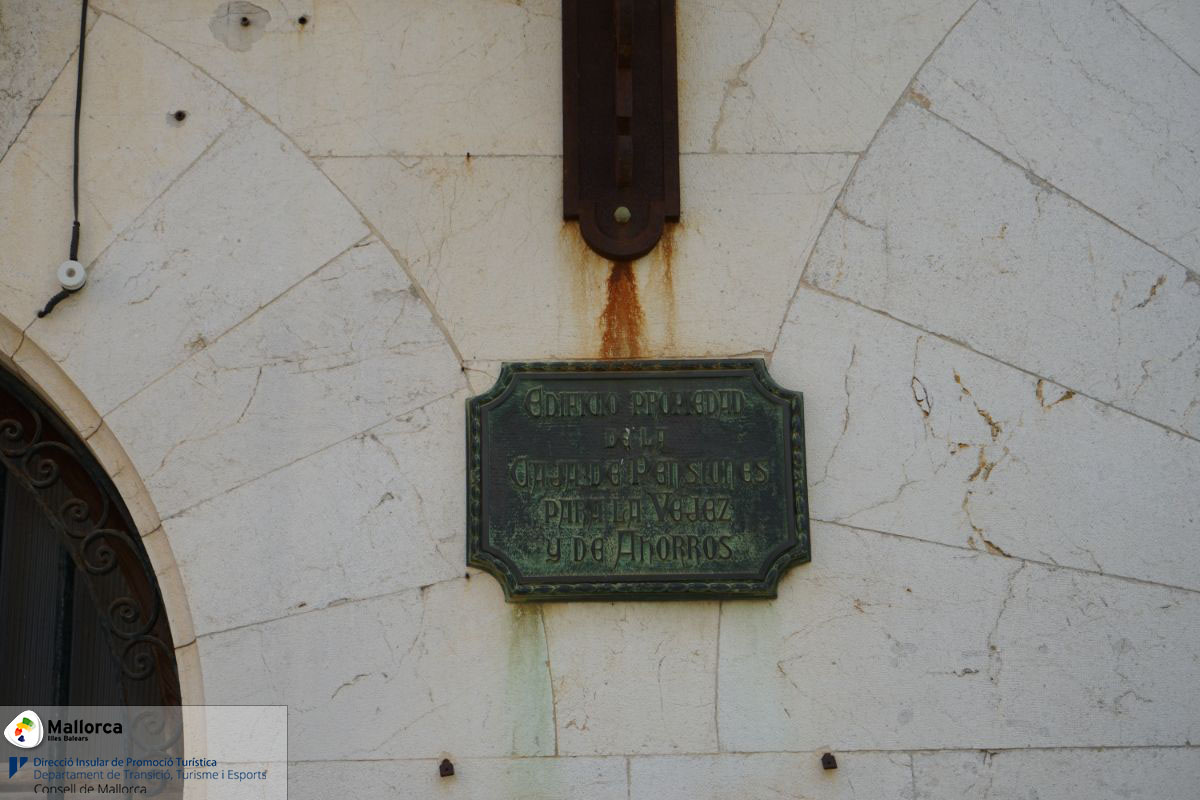 EDIFICIO PROPIEDAD
DE LA
CAJA DE PENSIONES
PARA LA VEJEZ
Y DE AHORROS
Mallorca
Illes Balears
Direcció Insular de Promoció Turística
Departament de Transició, Turisme i Esports
Consell de Mallorca